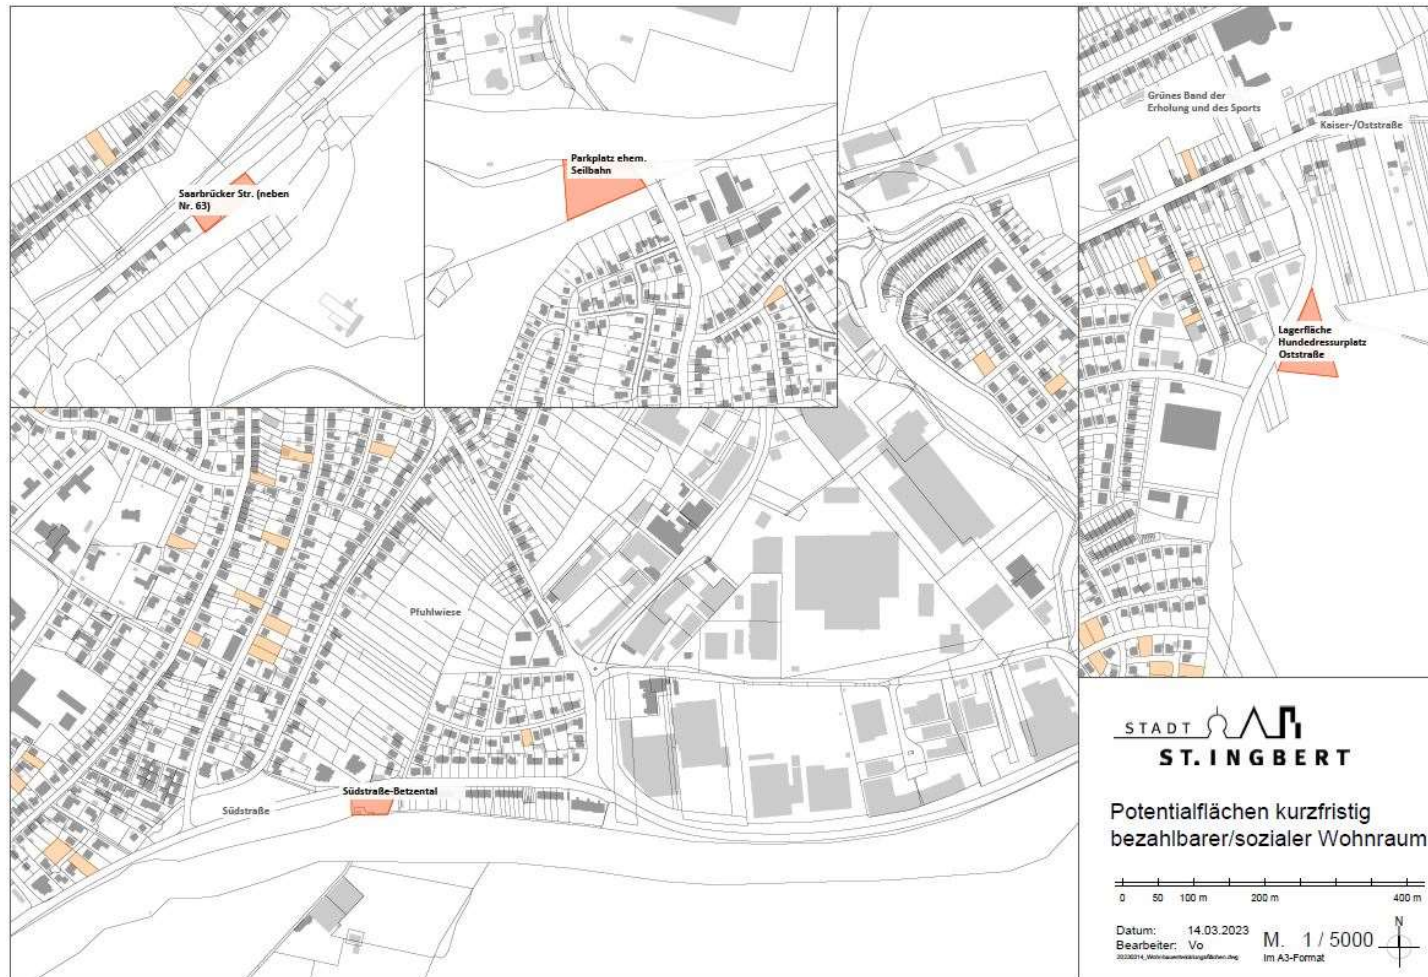 Saarbrücker Str. (neben
Nr. 63)
Parkplatz ehem.
Seilbahn
Grünes Band der
Erholung und des Sports
Kaiser-/Oststraße
Lagerfläche
Hundedressurplatz
Oststraße
Pfuhlwiese
Südstraße-Betzental
Südstraße
STADT
ST. INGBERT
Potentialflächen kurzfristig
bezahlbarer/sozialer Wohnraum
0 50 100 m 200 m 400 m
Datum: 14.03.2023
Bearbeiter: Vo
M. 1 / 5000
im A3-Format
N